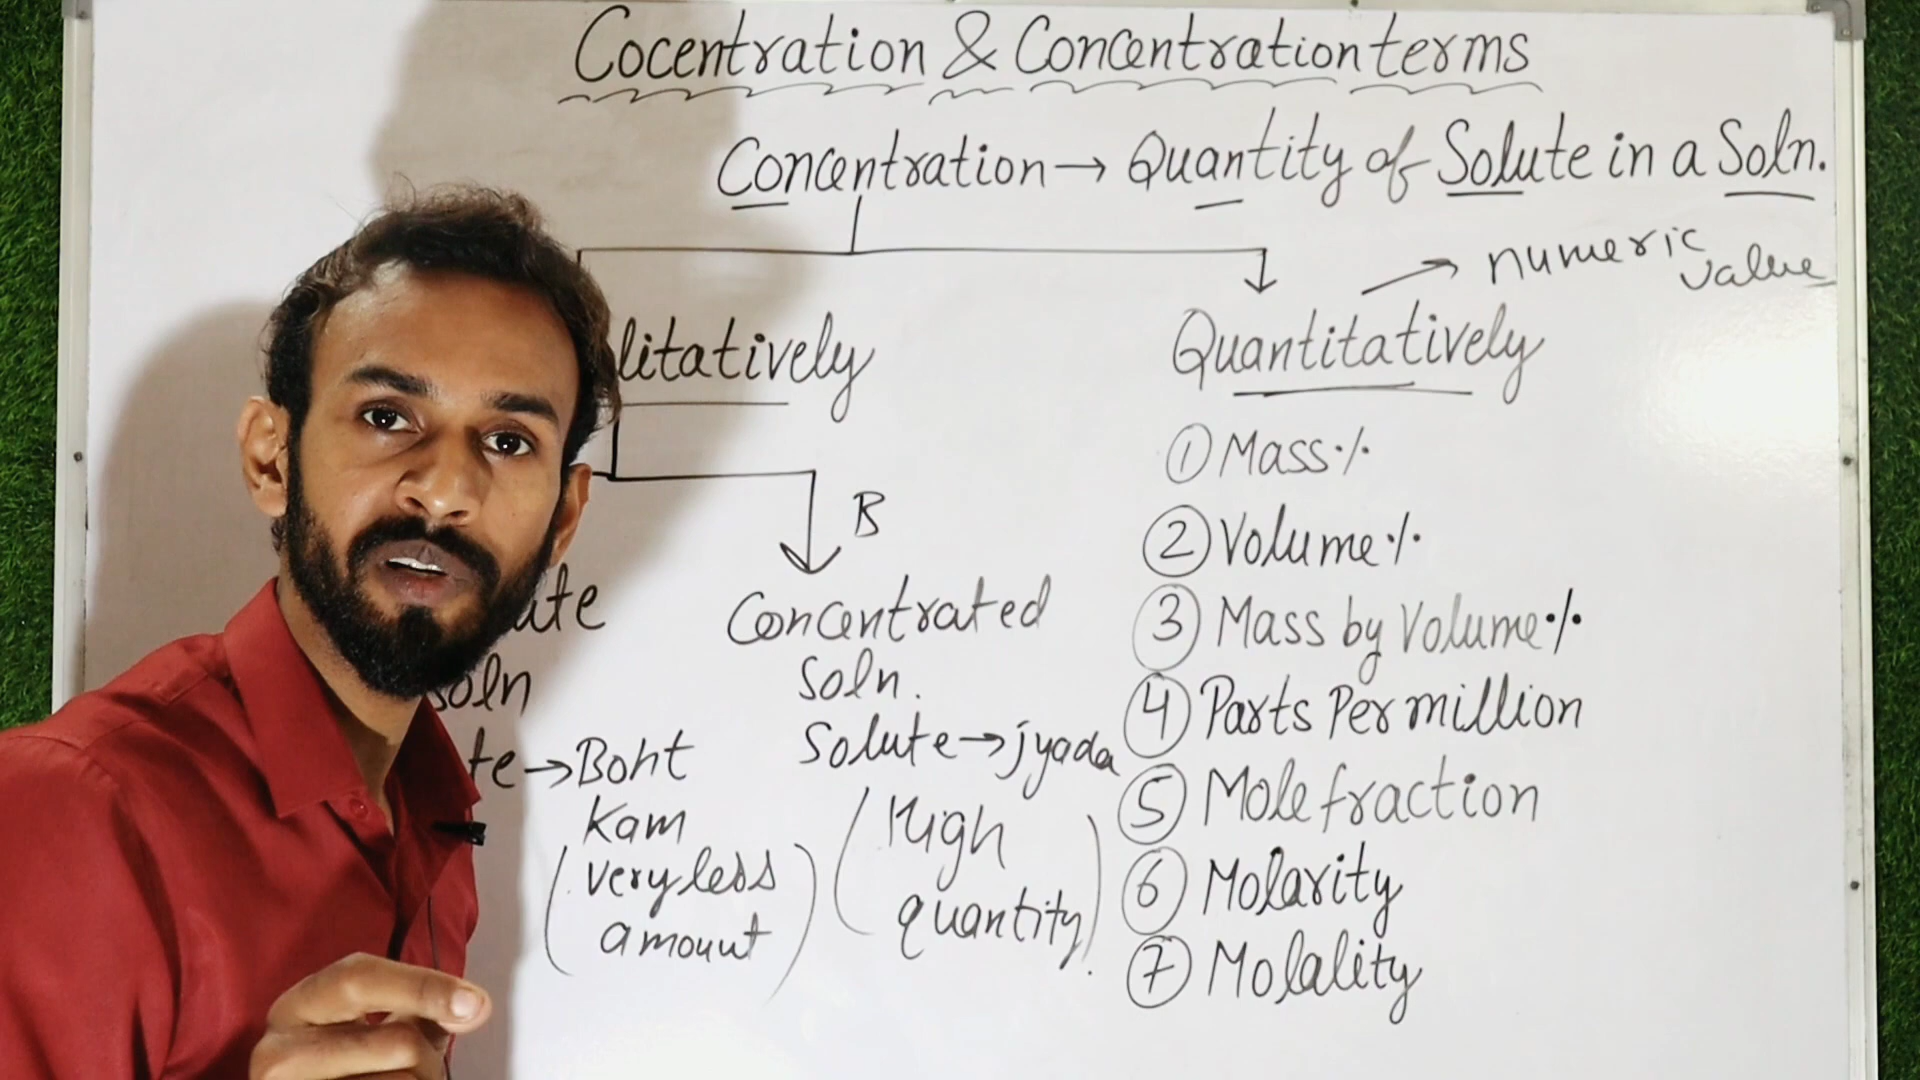 Cocentration & Concentration terms
Concentration → Quantity of Solute in a Soln.
numeric value
litatively
Quantitatively
B
ute
soln
te → Boht
Kam
(very less
amount)
Concentrated
Soln.
Solute → jyada
(High
quantity)
① Mass %
② Volume %
③ Mass by Volume %
④ Parts Per million
⑤ Mole fraction
⑥ Molarity
⑦ Molality